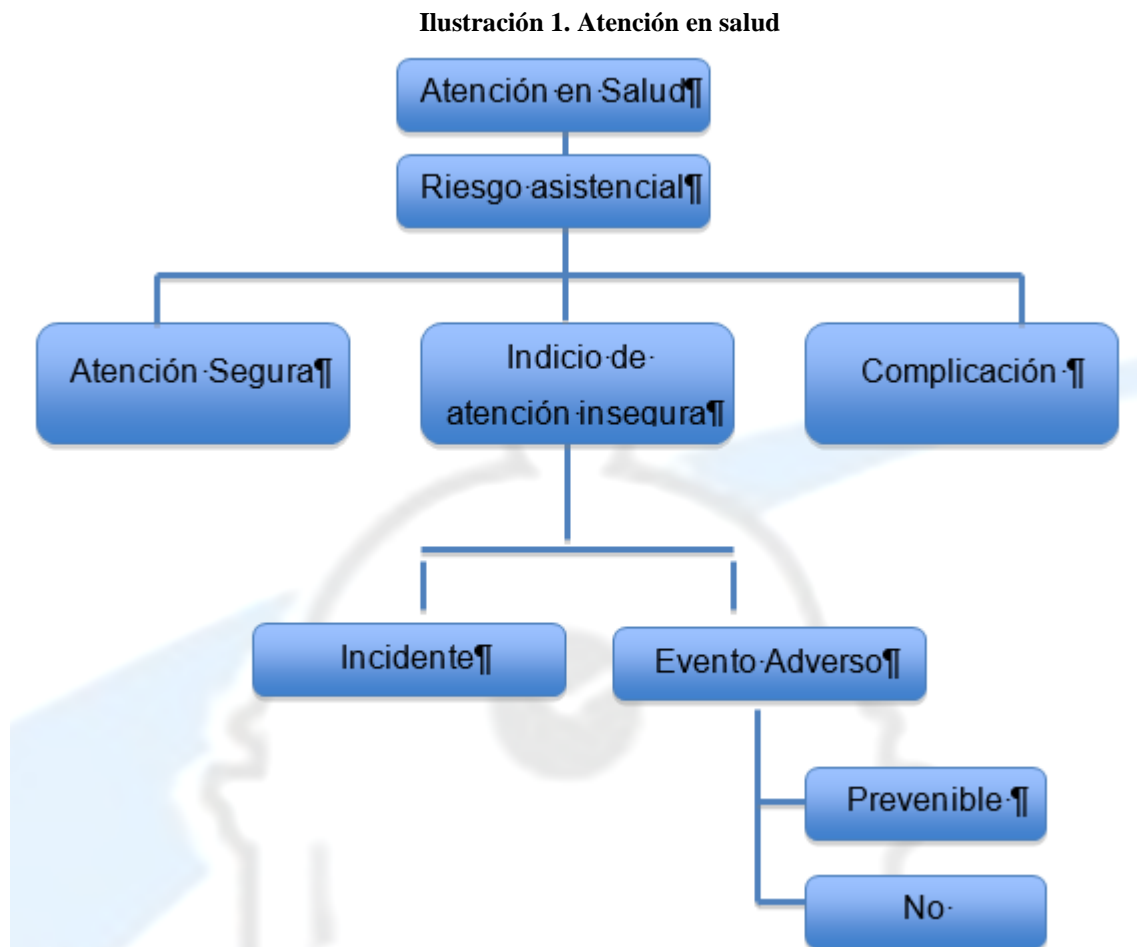 Ilustración 1. Atención en salud
Atención·en·Salud¶
Riesgo·asistencial¶
Atención·Segura¶
Indicio·de·
atención·insegura¶
Complicación·¶
Incidente¶
Evento·Adverso¶
Prevenible·¶
No·